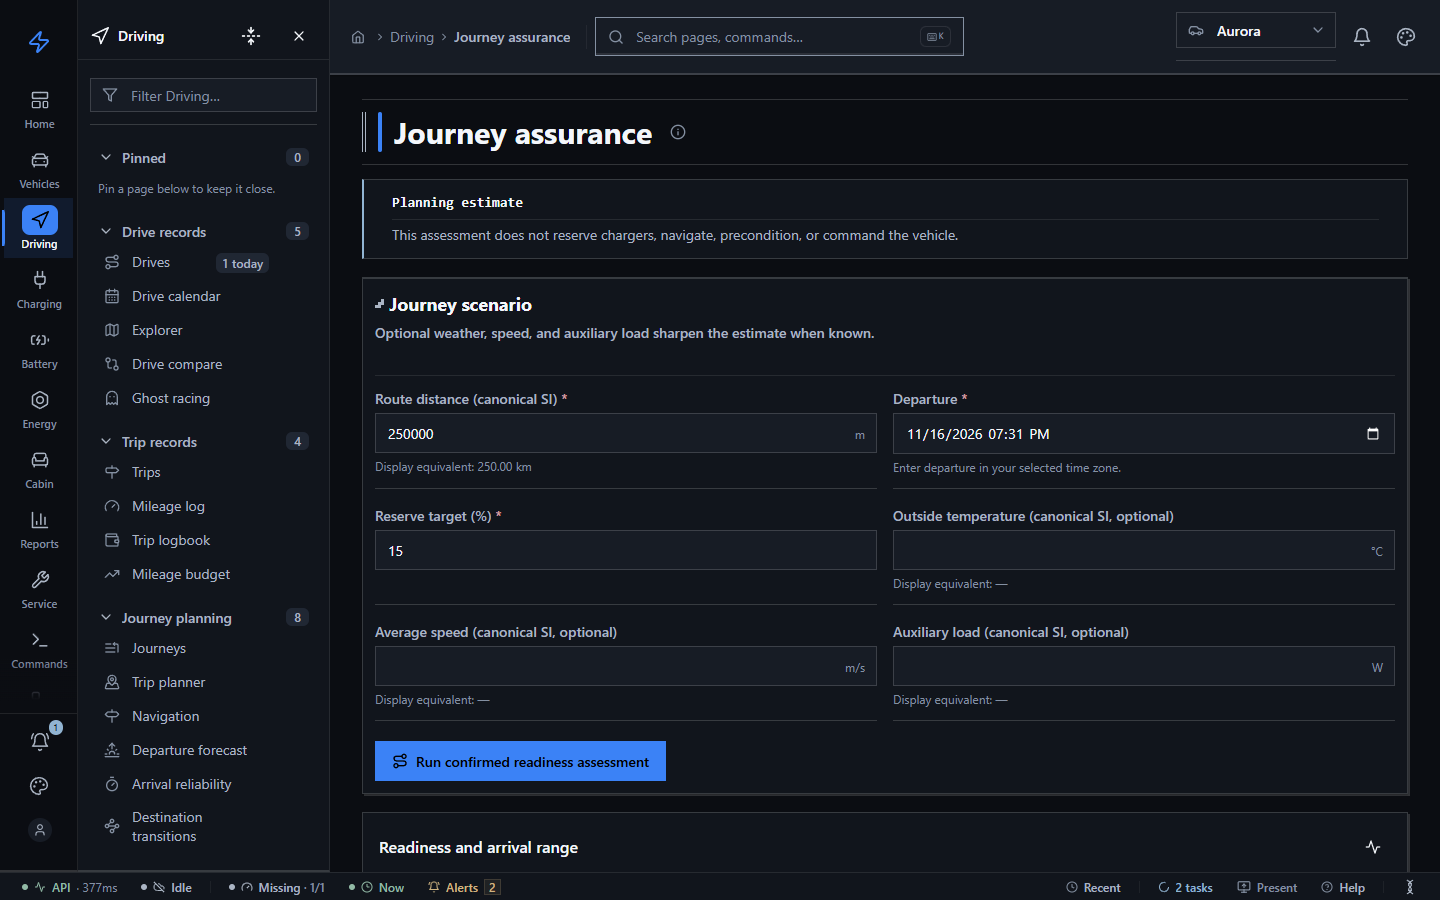 Home
Vehicles
Driving
Charging
Battery
Energy
Cabin
Reports
Service
Commands
1
Driving
Filter Driving...
Pinned 0
Pin a page below to keep it close.
Drive records 5
Drives 1 today
Drive calendar
Explorer
Drive compare
Ghost racing
Trip records 4
Trips
Mileage log
Trip logbook
Mileage budget
Journey planning 8
Journeys
Trip planner
Navigation
Departure forecast
Arrival reliability
Destination
transitions
Driving Journey assurance
Search pages, commands... K
Aurora
Journey assurance
Planning estimate
This assessment does not reserve chargers, navigate, precondition, or command the vehicle.
Journey scenario
Optional weather, speed, and auxiliary load sharpen the estimate when known.
Route distance (canonical SI) *
250000 m
Display equivalent: 250.00 km
Departure *
11/16/2026 07:31 PM
Enter departure in your selected time zone.
Reserve target (%) *
15
Outside temperature (canonical SI, optional)
°C
Display equivalent: —
Average speed (canonical SI, optional)
m/s
Display equivalent: —
Auxiliary load (canonical SI, optional)
W
Display equivalent: —
Run confirmed readiness assessment
Readiness and arrival range
API · 377ms Idle Missing · 1/1 Now Alerts 2 Recent 2 tasks Present Help